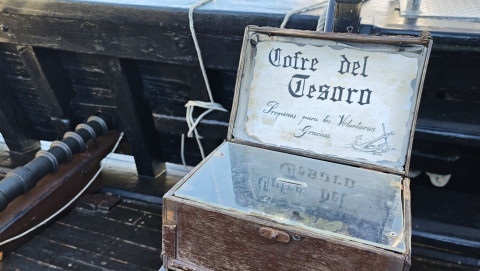 Cofre del
Tesoro
Propinas para los Voluntarios
Gracias